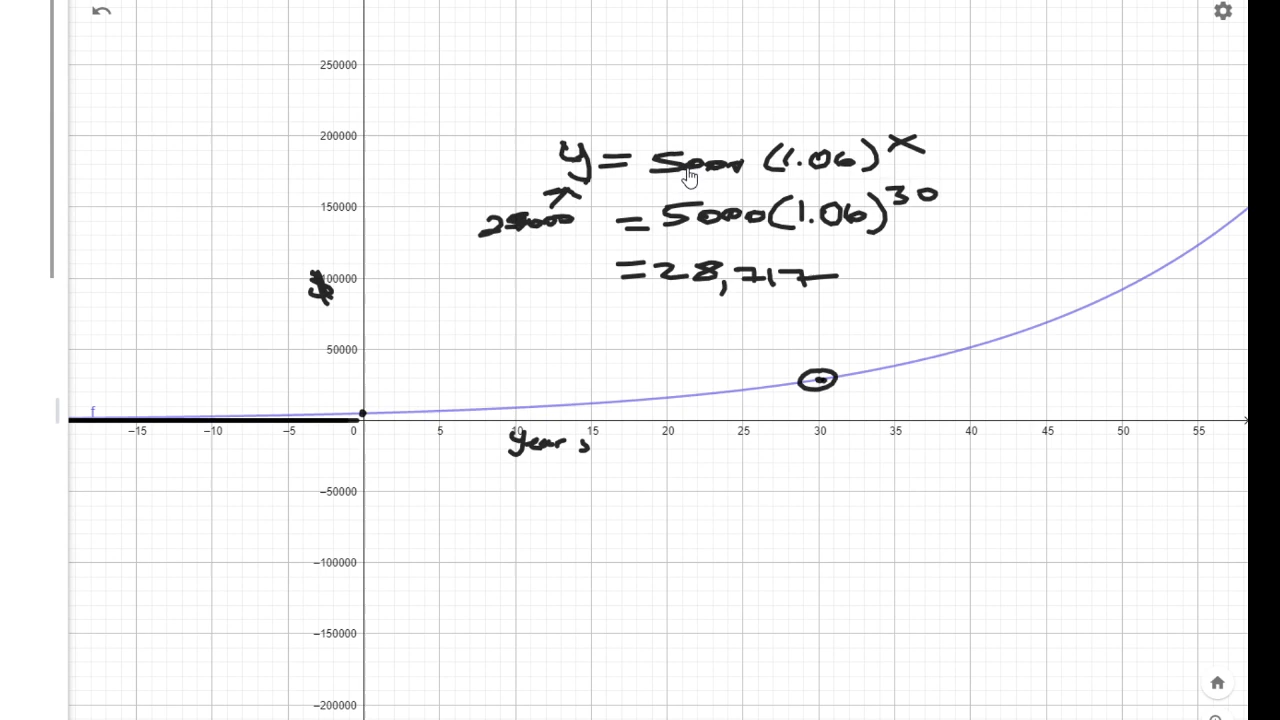 250000
200000
y = 5000 (1.06)^x
150000
25000 = 5000(1.06)^30
= 28,717
$
100000
50000
f
−15 −10 −5 0 5 10 15 20 25 30 35 40 45 50 55
years
−50000
−100000
−150000
−200000